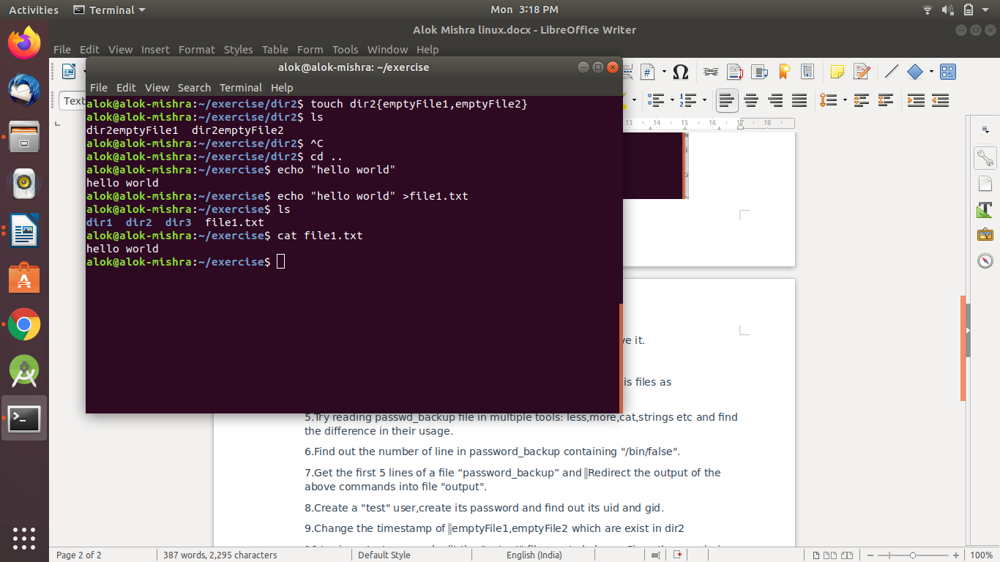 Activities Terminal Mon 3:18 PM
Alok Mishra linux.docx - LibreOffice Writer
File Edit View Insert Format Styles Table Form Tools Window Help
alok@alok-mishra: ~/exercise
File Edit View Search Terminal Help
Text
alok@alok-mishra:~/exercise/dir2$ touch dir2{emptyFile1,emptyFile2}
alok@alok-mishra:~/exercise/dir2$ ls
dir2emptyFile1 dir2emptyFile2
alok@alok-mishra:~/exercise/dir2$ ^C
alok@alok-mishra:~/exercise/dir2$ cd ..
alok@alok-mishra:~/exercise$ echo "hello world"
hello world
alok@alok-mishra:~/exercise$ echo "hello world" >file1.txt
alok@alok-mishra:~/exercise$ ls
dir1 dir2 dir3 file1.txt
alok@alok-mishra:~/exercise$ cat file1.txt
hello world
alok@alok-mishra:~/exercise$
13 14 15 16 17 18
ve it.
is files as
5.Try reading passwd_backup file in multiple tools: less,more,cat,strings etc and find
the difference in their usage.
6.Find out the number of line in password_backup containing "/bin/false".
7.Get the first 5 lines of a file “password_backup” and Redirect the output of the
above commands into file "output".
8.Create a "test" user,create its password and find out its uid and gid.
9.Change the timestamp of emptyFile1,emptyFile2 which are exist in dir2
Page 2 of 2 387 words, 2,295 characters Default Style English (India) 100%